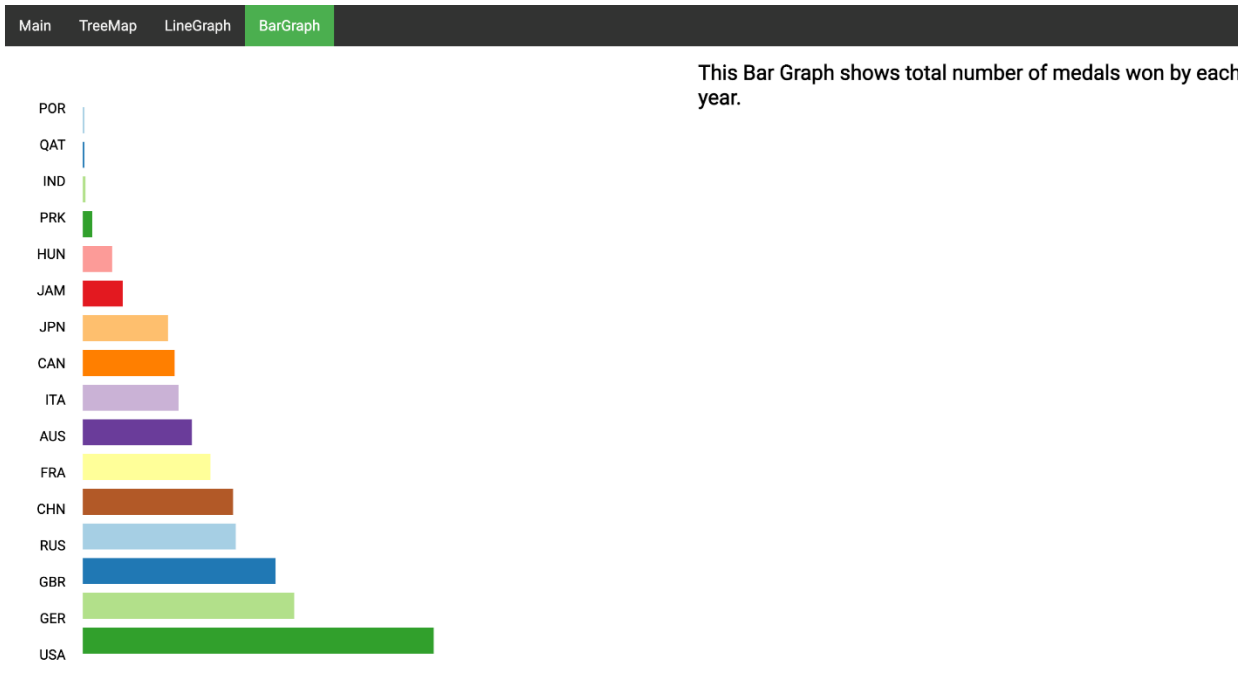 Main TreeMap LineGraph BarGraph
This Bar Graph shows total number of medals won by each
year.
POR
QAT
IND
PRK
HUN
JAM
JPN
CAN
ITA
AUS
FRA
CHN
RUS
GBR
GER
USA